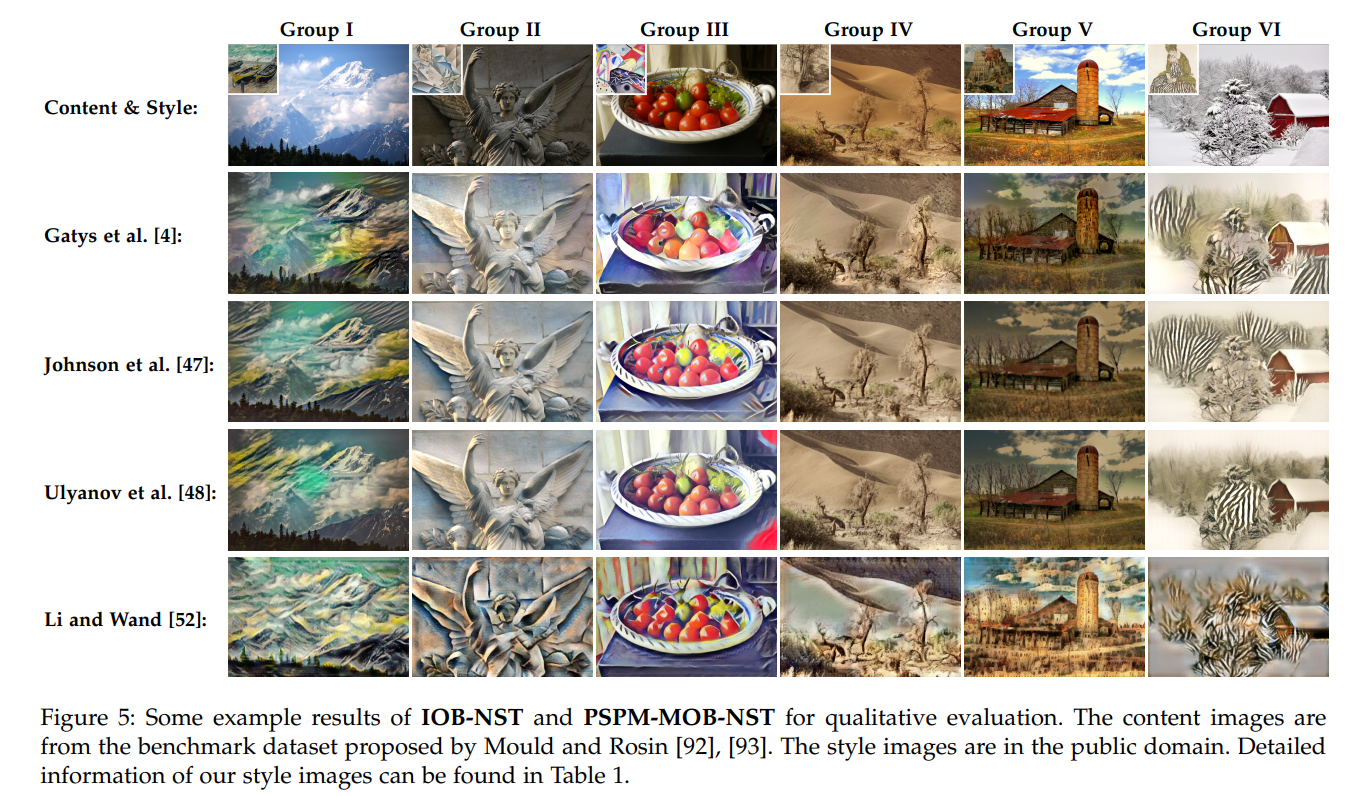 Group I Group II Group III Group IV Group V Group VI
Content & Style:
Gatys et al. [4]:
Johnson et al. [47]:
Ulyanov et al. [48]:
Li and Wand [52]:
Figure 5: Some example results of IOB-NST and PSPM-MOB-NST for qualitative evaluation. The content images are
from the benchmark dataset proposed by Mould and Rosin [92], [93]. The style images are in the public domain. Detailed
information of our style images can be found in Table 1.